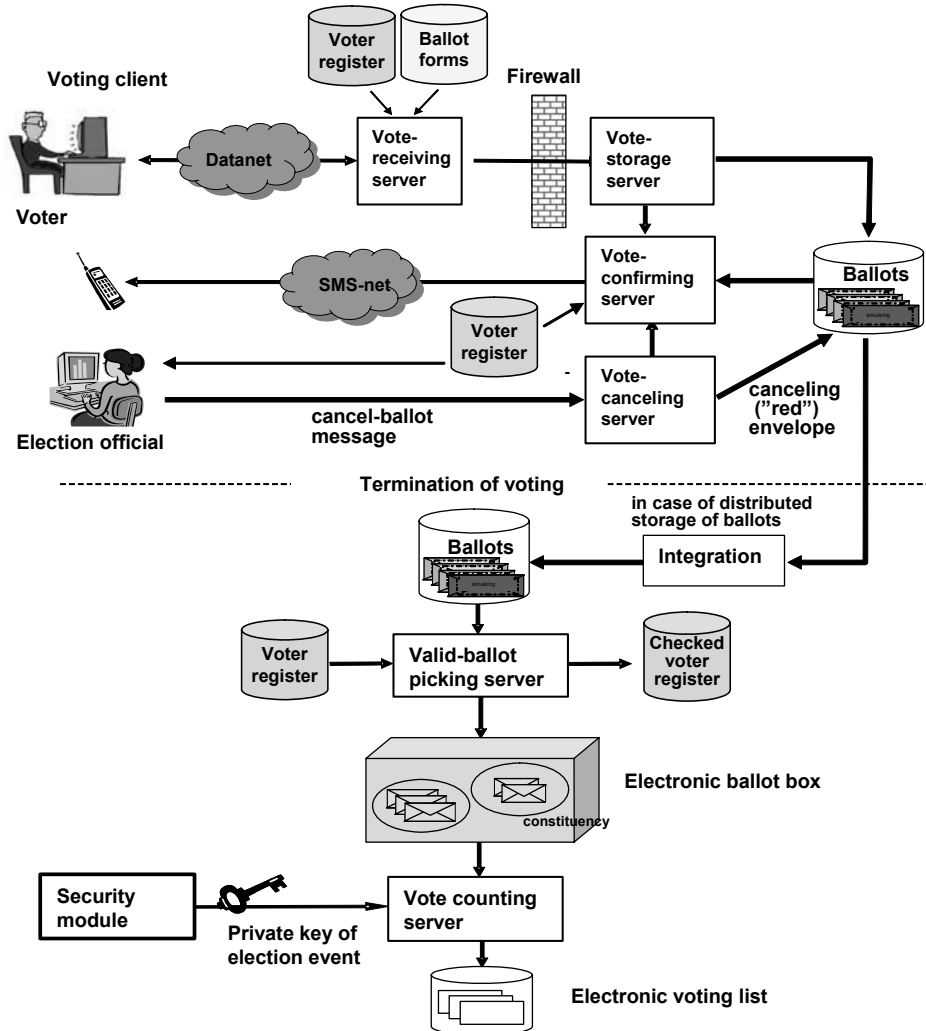 Voter
register
Ballot
forms
Voting client
Firewall
Datanet
Vote-
receiving
server
Vote-
storage
server
Voter
SMS-net
Vote-
confirming
server
Ballots
annulering
Voter
register
Election official
cancel-ballot
message
Vote-
canceling
server
canceling
("red")
envelope
Termination of voting
in case of distributed
storage of ballots
Ballots
annulering
Integration
Voter
register
Valid-ballot
picking server
Checked
voter
register
Electronic ballot box
constituency
Security
module
Private key of
election event
Vote counting
server
Electronic voting list